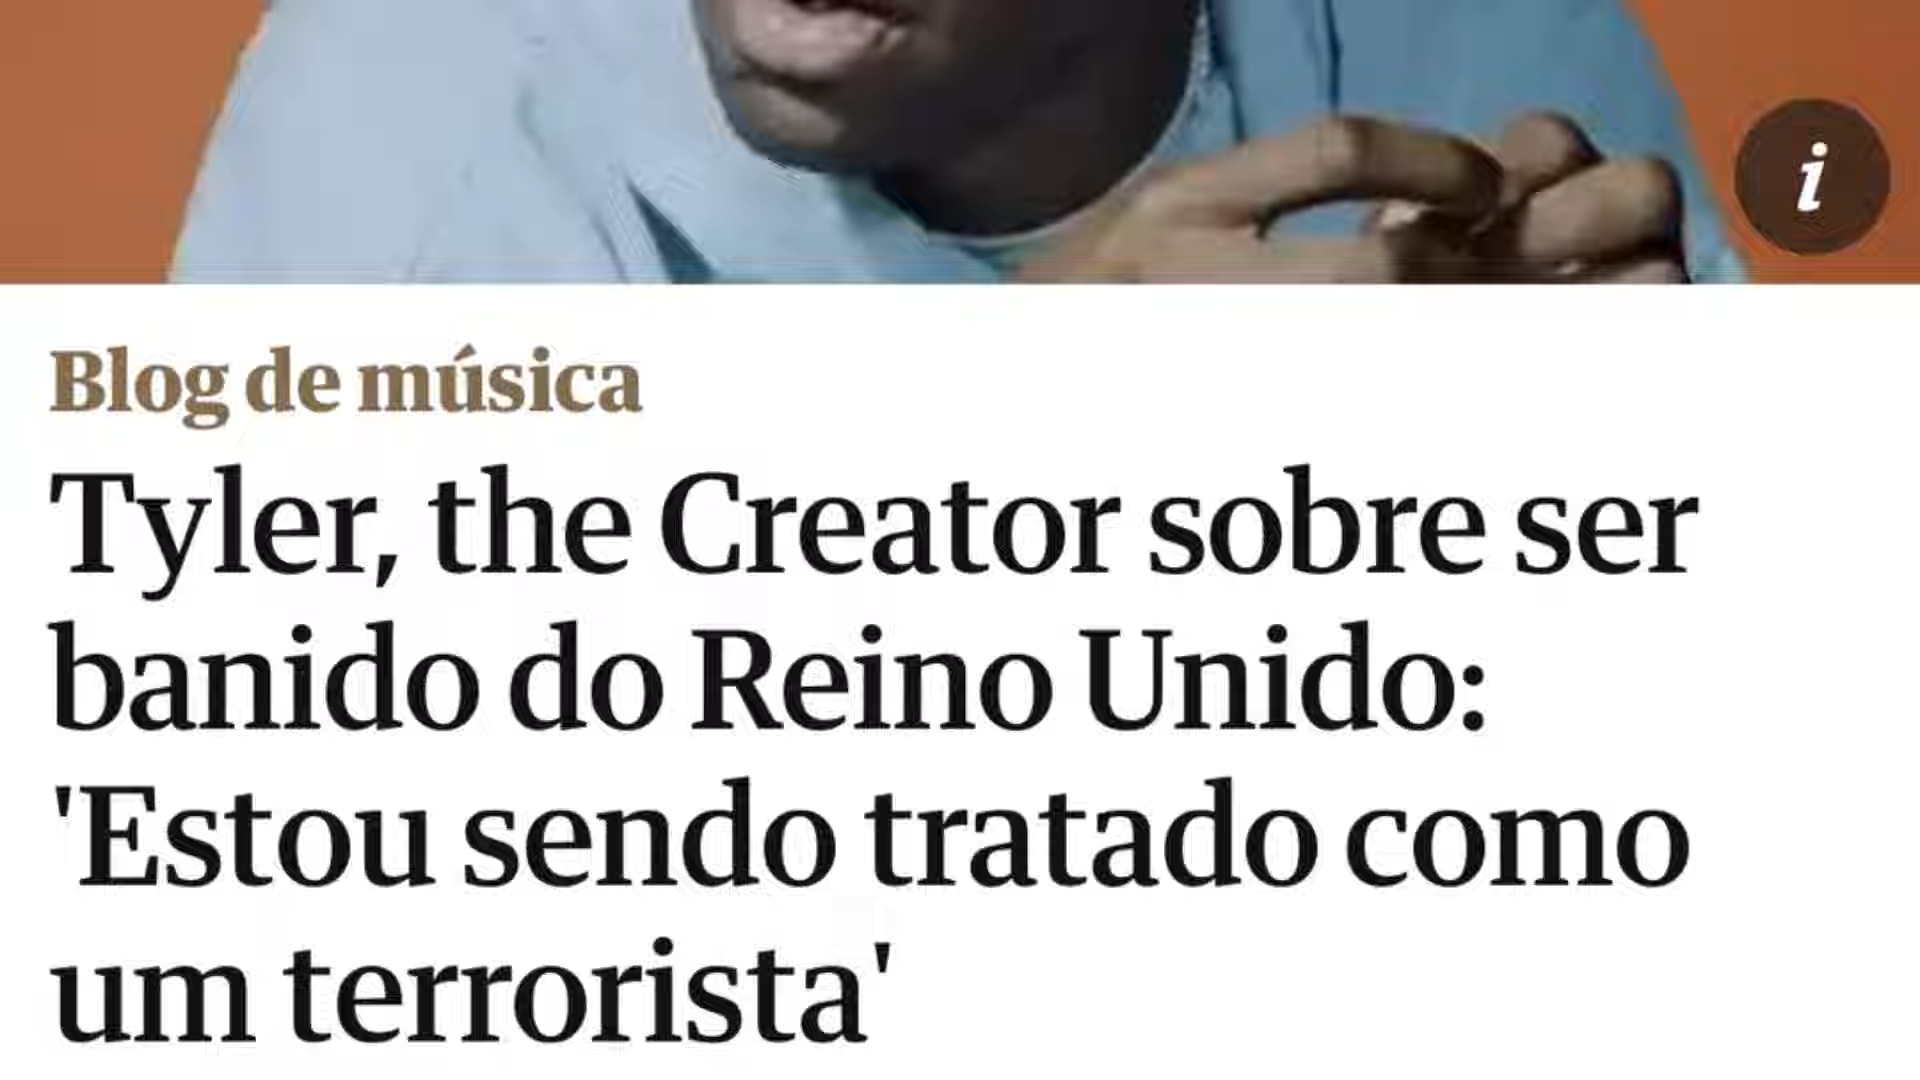 i
Blog de música
Tyler, the Creator sobre ser
banido do Reino Unido:
'Estou sendo tratado como
um terrorista'